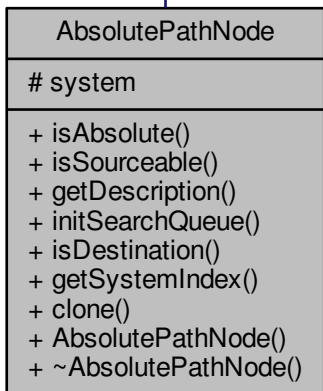 AbsolutePathNode
# system
+ isAbsolute()
+ isSourceable()
+ getDescription()
+ initSearchQueue()
+ isDestination()
+ getSystemIndex()
+ clone()
+ AbsolutePathNode()
+ ~AbsolutePathNode()